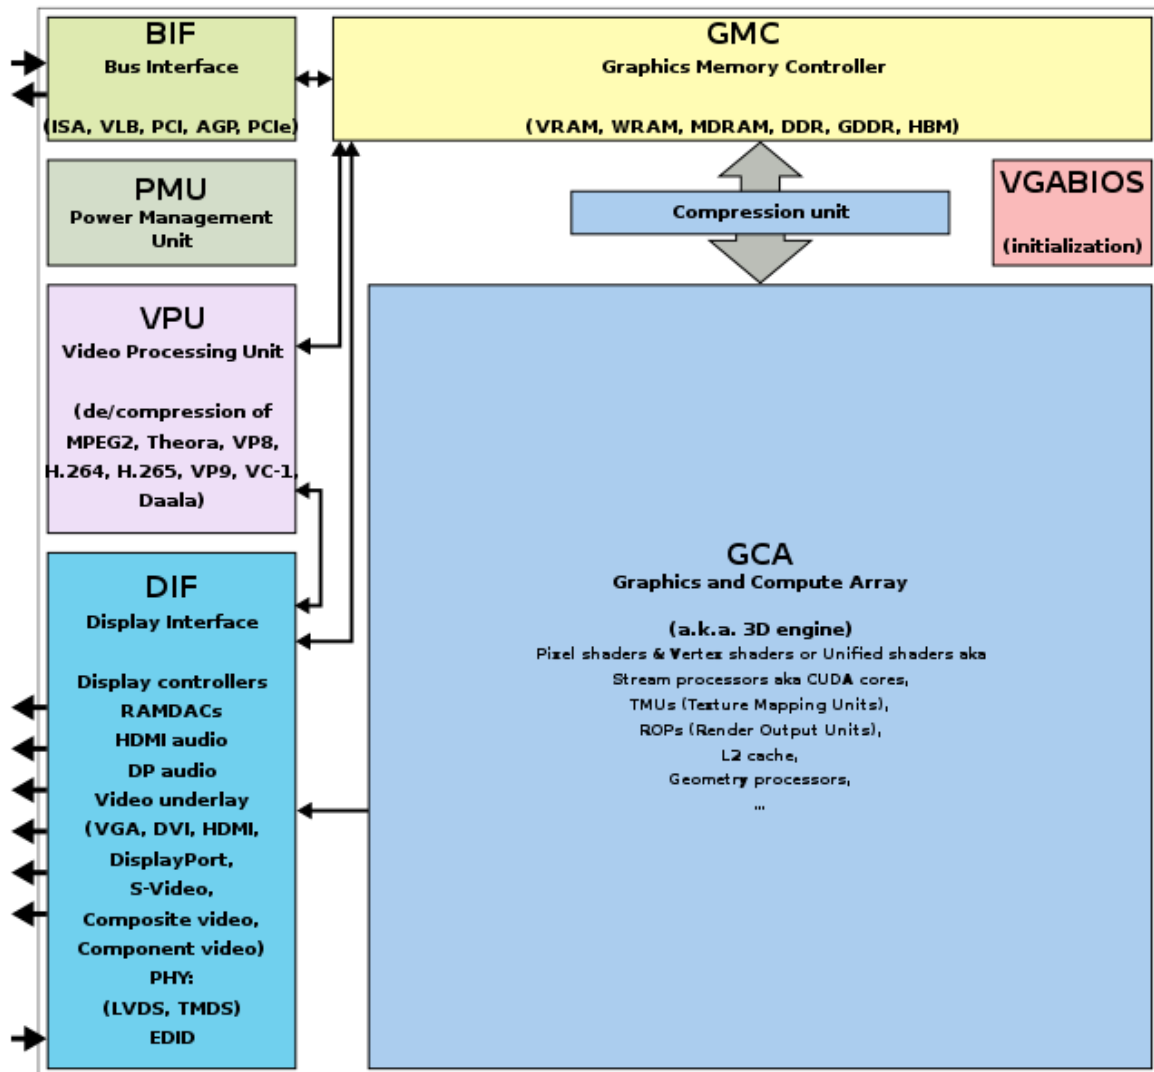 BIF
Bus Interface
(ISA, VLB, PCI, AGP, PCIe)
GMC
Graphics Memory Controller
(VRAM, WRAM, MDRAM, DDR, GDDR, HBM)
PMU
Power Management
Unit
Compression unit
VGABIOS
(initialization)
VPU
Video Processing Unit
(de/compression of
MPEG2, Theora, VP8,
H.264, H.265, VP9, VC-1,
Daala)
DIF
Display Interface
Display controllers
RAMDACs
HDMI audio
DP audio
Video underlay
(VGA, DVI, HDMI,
DisplayPort,
S-Video,
Composite video,
Component video)
PHY:
(LVDS, TMDS)
EDID
GCA
Graphics and Compute Array
(a.k.a. 3D engine)
Pixel shaders & Vertex shaders or Unified shaders aka
Stream processors aka CUDA cores,
TMUs (Texture Mapping Units),
ROPs (Render Output Units),
L2 cache,
Geometry processors,
...